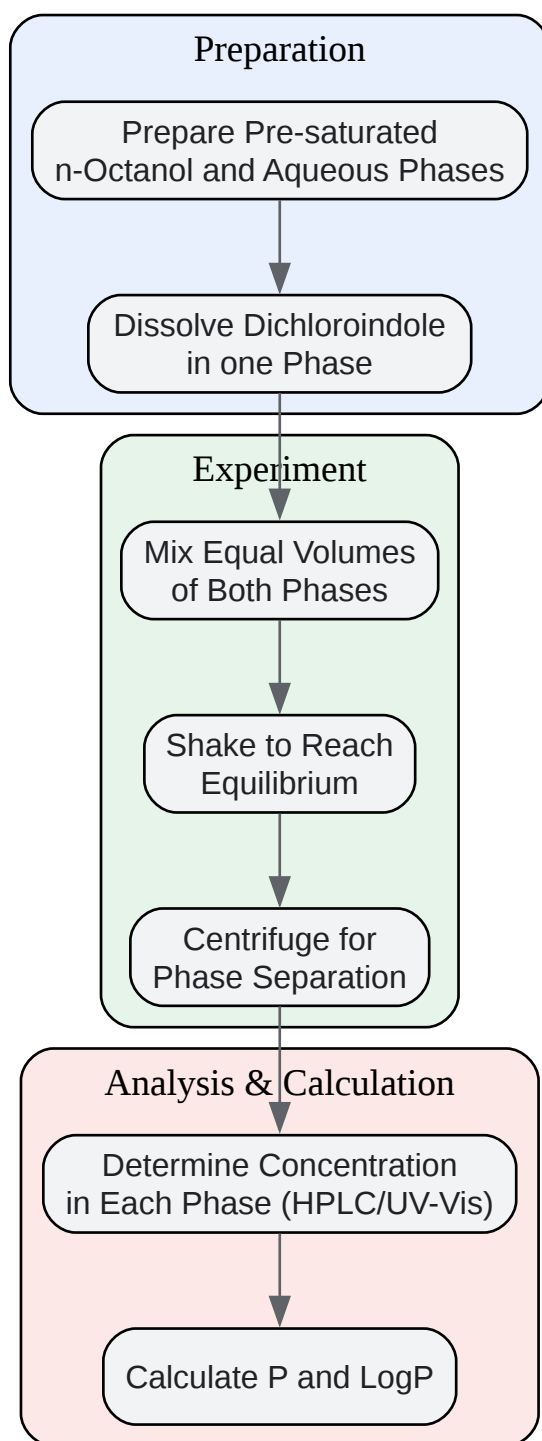 Preparation
Prepare Pre-saturated
n-Octanol and Aqueous Phases
Dissolve Dichloroindole
in one Phase
Experiment
Mix Equal Volumes
of Both Phases
Shake to Reach
Equilibrium
Centrifuge for
Phase Separation
Analysis & Calculation
Determine Concentration
in Each Phase (HPLC/UV-Vis)
Calculate P and LogP